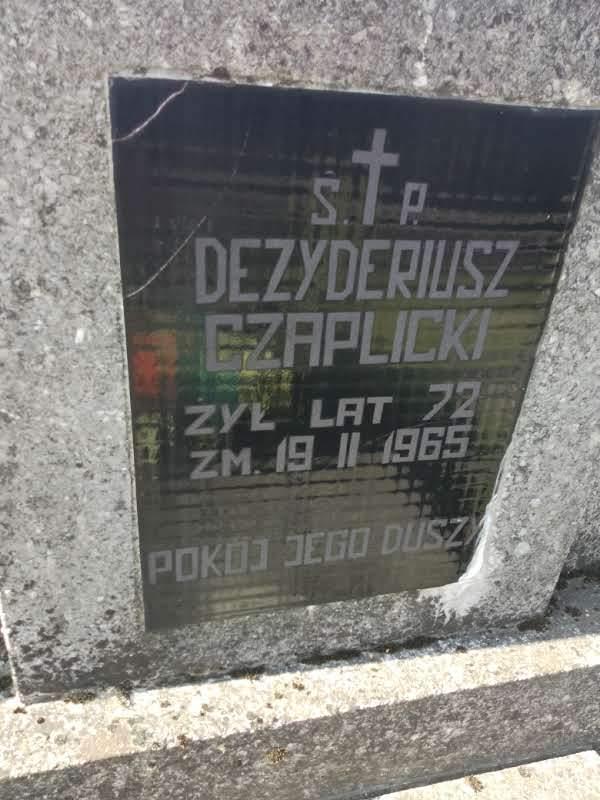 Ś. P.
DEZYDERIUSZ
CZAPLICKI
ŻYŁ LAT 72
ZM. 19 II 1965
POKÓJ JEGO DUSZY